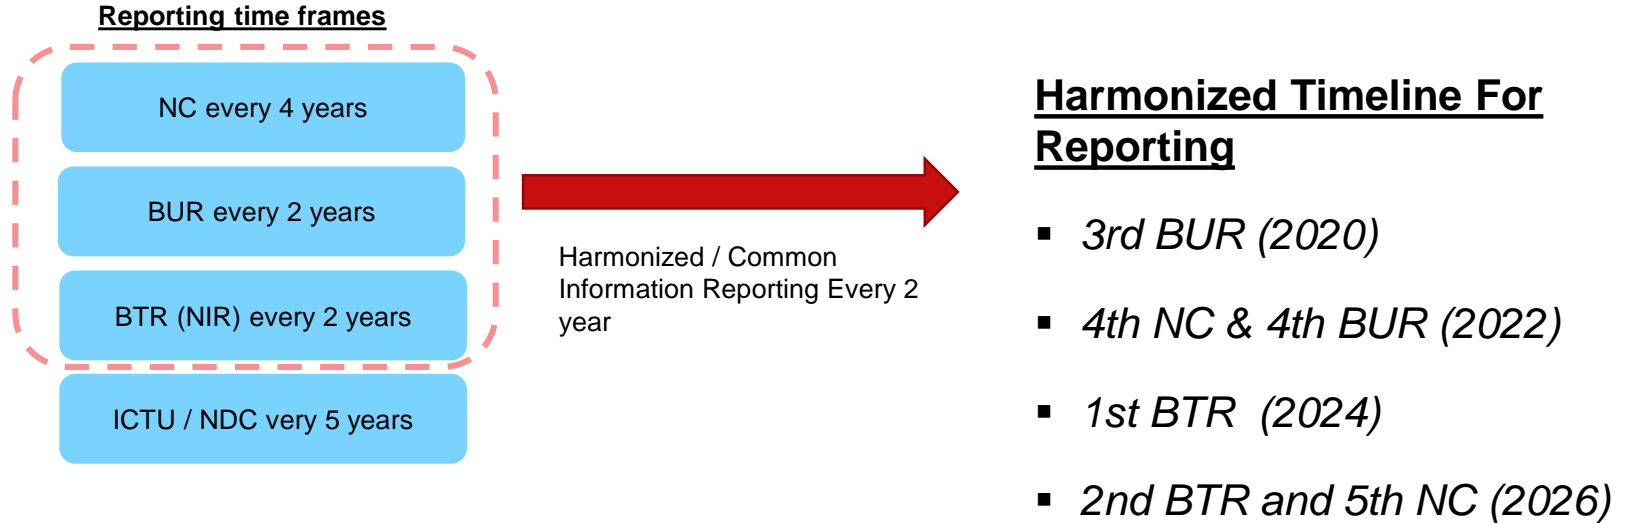 Reporting time frames
NC every 4 years
BUR every 2 years
BTR (NIR) every 2 years
ICTU / NDC very 5 years
Harmonized / Common
Information Reporting Every 2
year
Harmonized Timeline For
Reporting
▪ 3rd BUR (2020)
▪ 4th NC & 4th BUR (2022)
▪ 1st BTR (2024)
▪ 2nd BTR and 5th NC (2026)